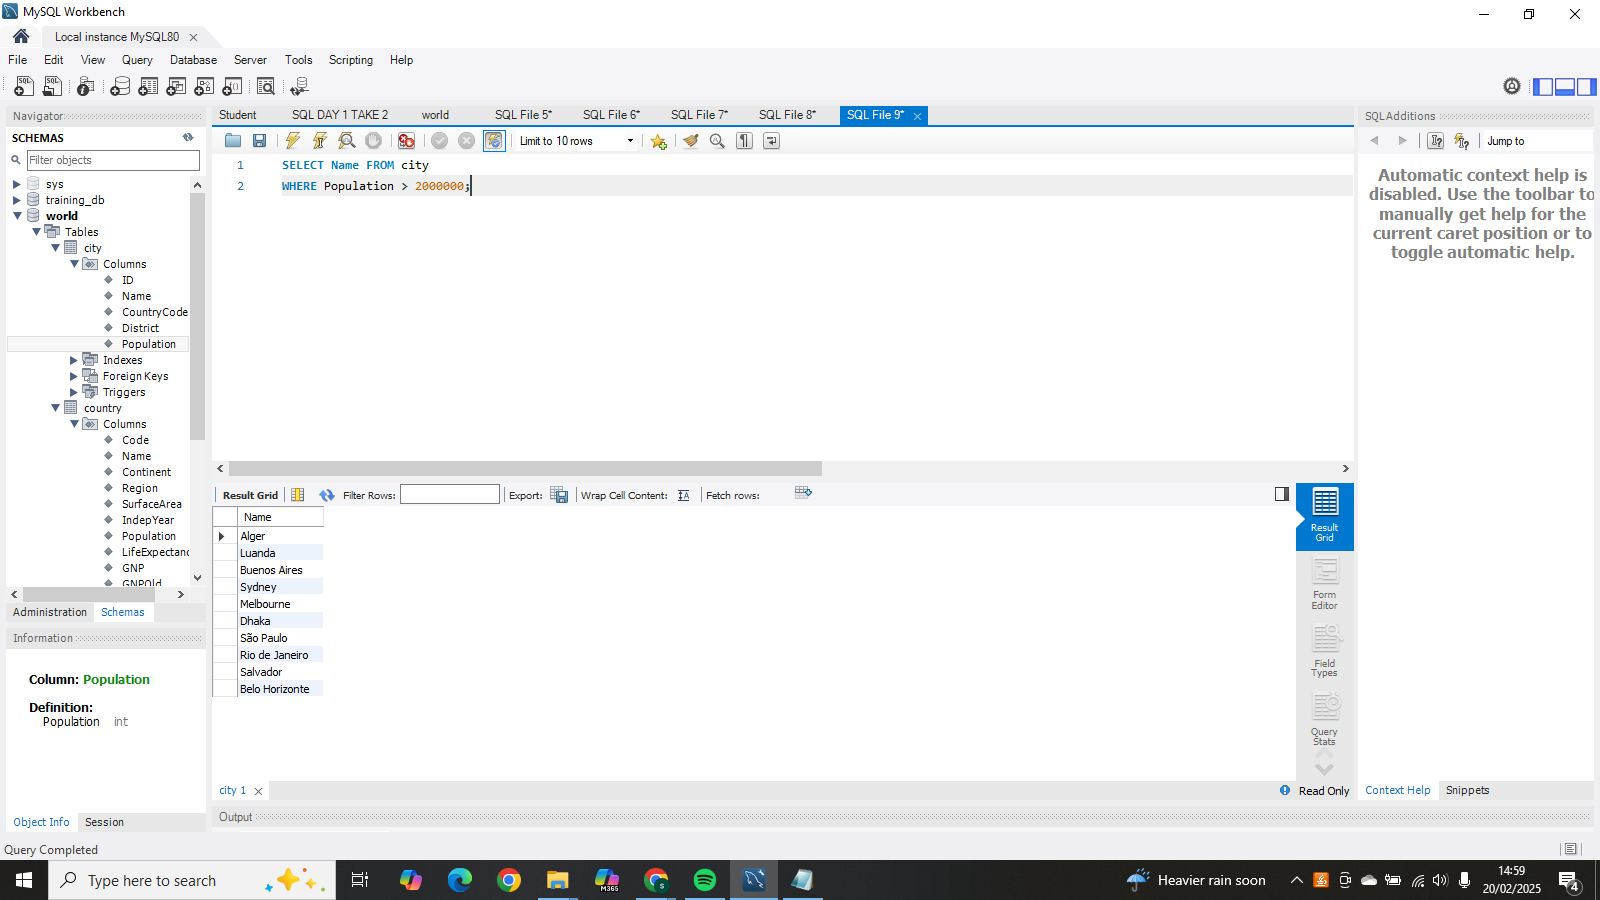 MySQL Workbench
Local instance MySQL80
File Edit View Query Database Server Tools Scripting Help
Navigator
SCHEMAS
Filter objects
sys
training_db
world
Tables
city
Columns
ID
Name
CountryCode
District
Population
Indexes
Foreign Keys
Triggers
country
Columns
Code
Name
Continent
Region
SurfaceArea
IndepYear
Population
LifeExpectanc
GNP
GNPOld
Administration Schemas
Information
Column: Population
Definition:
Population int
Object Info Session
Student SQL DAY 1 TAKE 2 world SQL File 5* SQL File 6* SQL File 7* SQL File 8* SQL File 9*
Limit to 10 rows
1 SELECT Name FROM city
2 WHERE Population > 2000000;
Result Grid Filter Rows: Export: Wrap Cell Content: Fetch rows:
Name
Alger
Luanda
Buenos Aires
Sydney
Melbourne
Dhaka
São Paulo
Rio de Janeiro
Salvador
Belo Horizonte
Result
Grid
Form
Editor
Field
Types
Query
Stats
city 1
Read Only
Output
SQLAdditions
Jump to
Automatic context help is
disabled. Use the toolbar to
manually get help for the
current caret position or to
toggle automatic help.
Context Help Snippets
Query Completed
Type here to search
M365
Heavier rain soon
14:59
20/02/2025
4